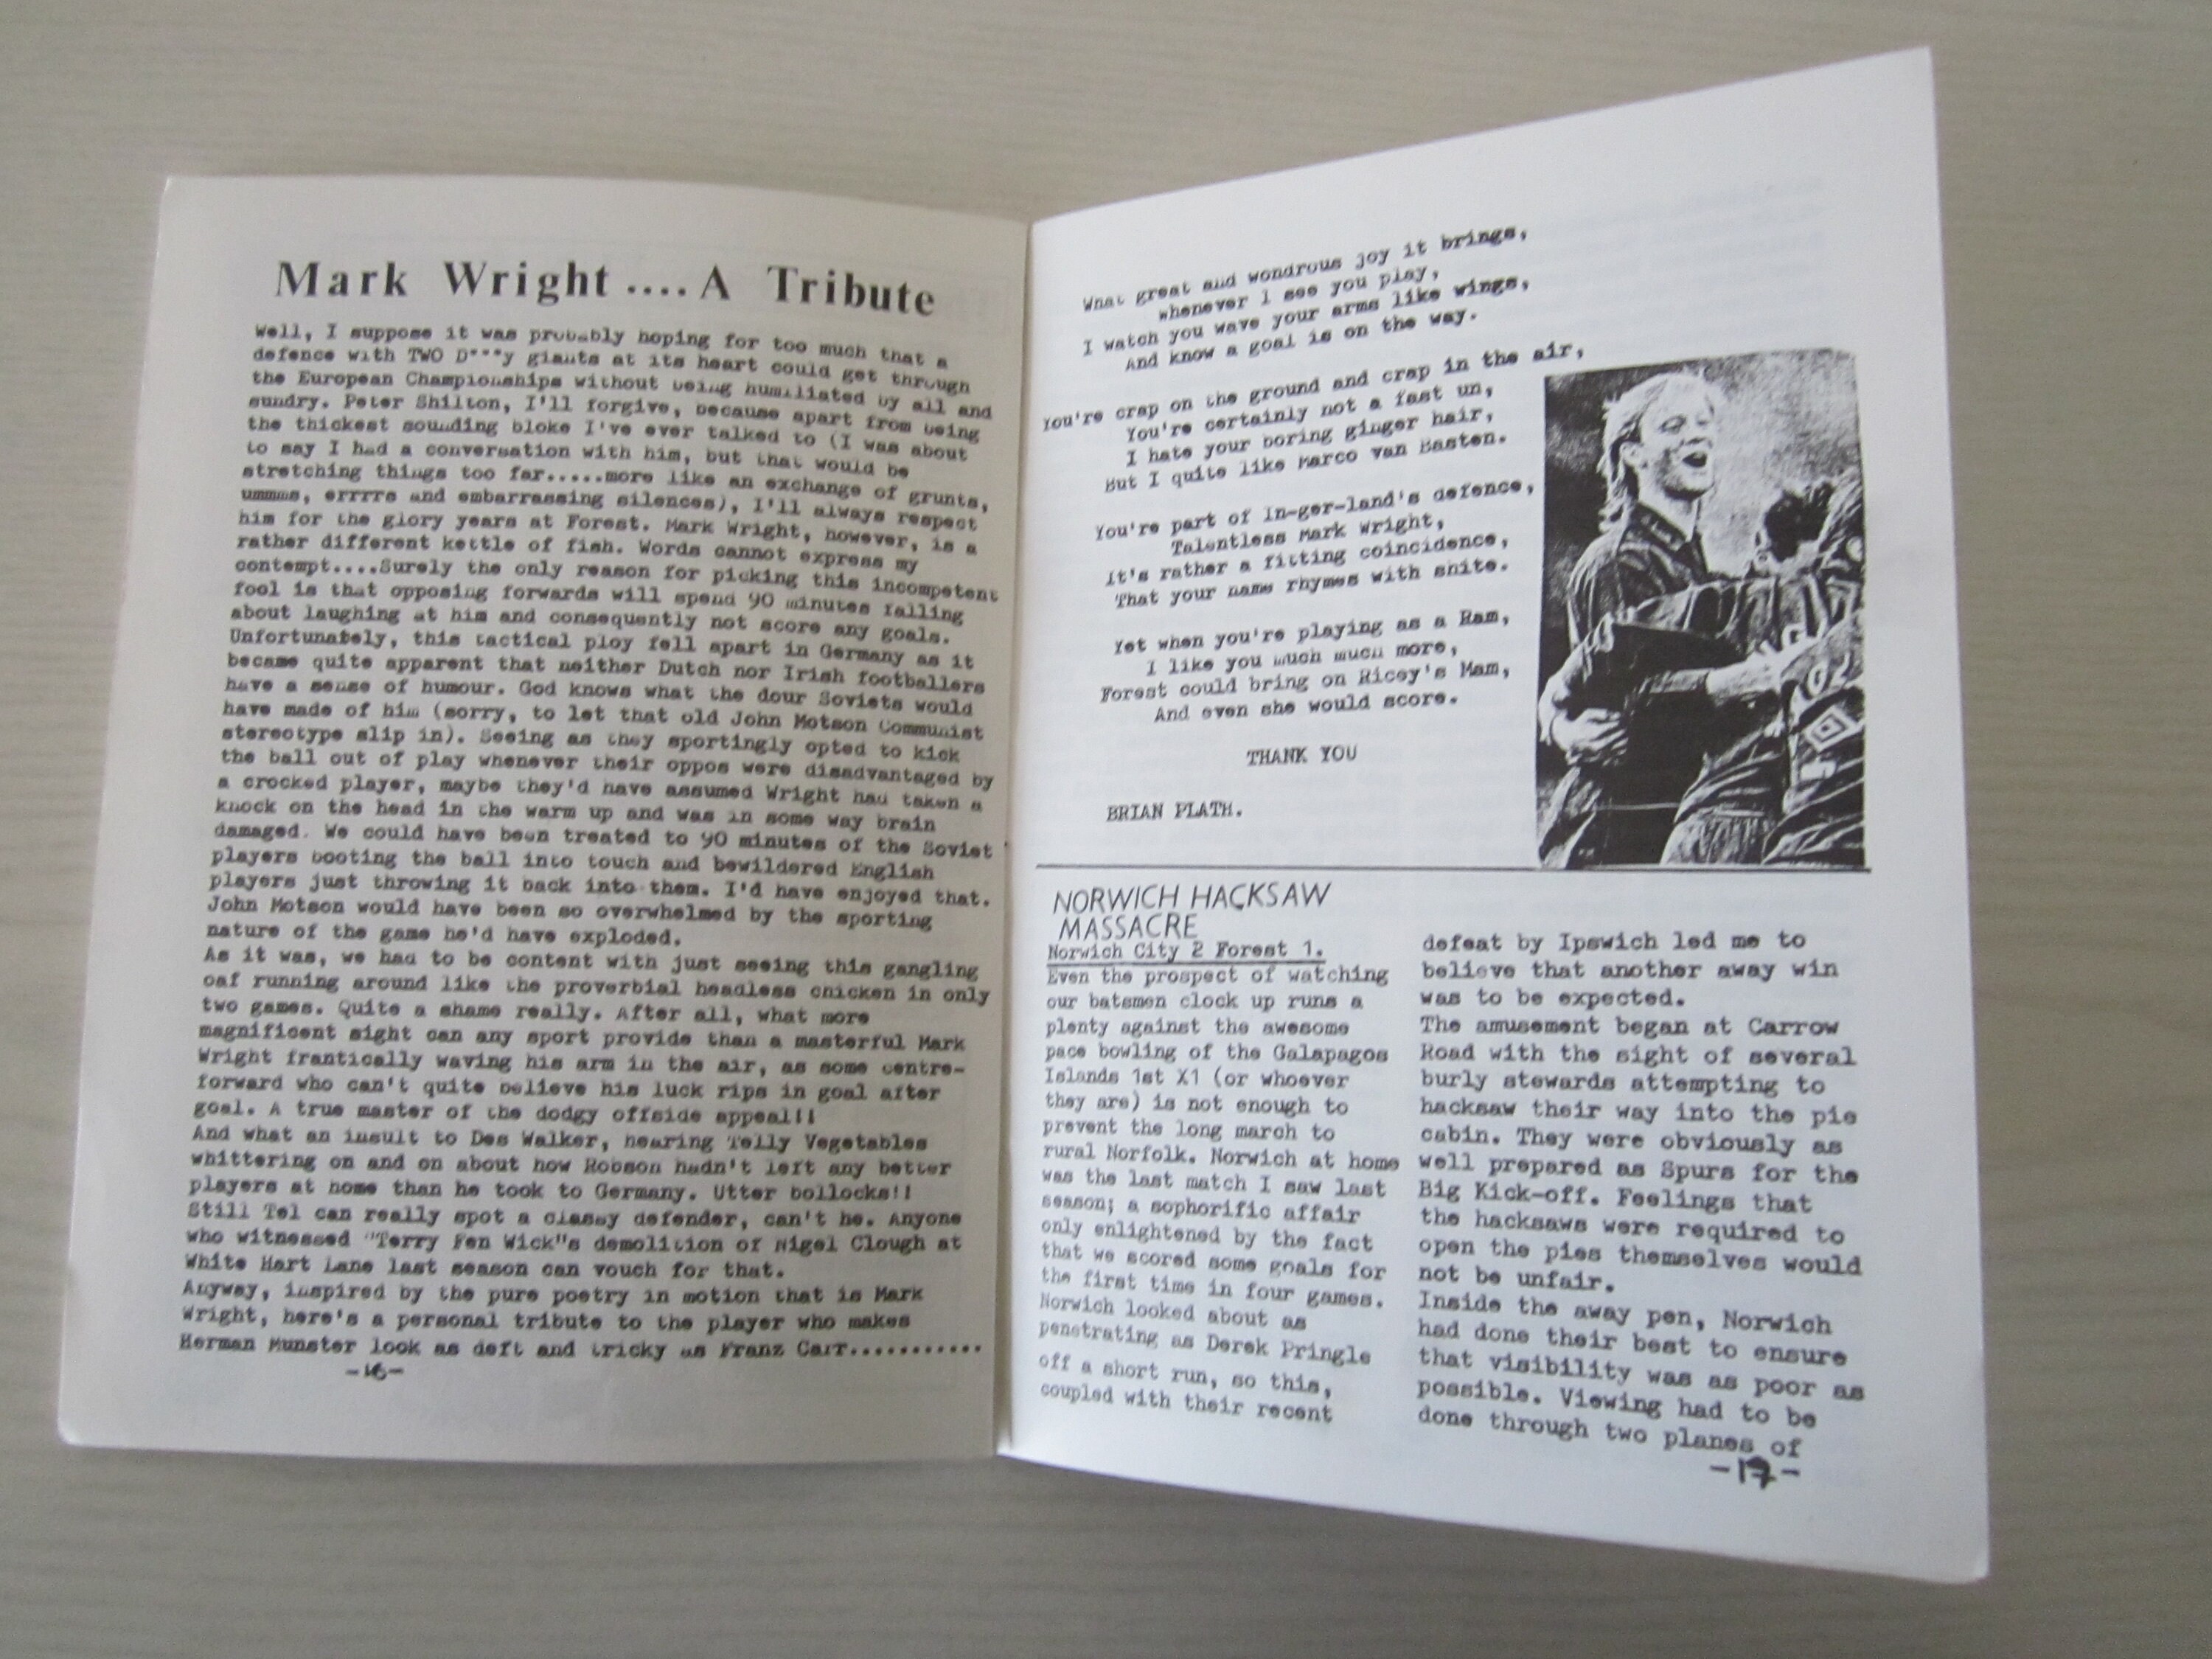 Mark Wright....A Tribute
Well, I suppose it was probably hoping for too much that a
defence with TWO D***y giants at its heart could get through
the European Championships without being humiliated by all and
sundry. Peter Shilton, I'll forgive, because apart from being
the thickest sounding bloke I've ever talked to (I was about
to say I had a conversation with him, but that would be
stretching things too far.....more like an exchange of grunts,
ummms, errrrs and embarrassing silences), I'll always respect
him for the glory years at Forest. Mark Wright, however, is a
rather different kettle of fish. Words cannot express my
contempt....Surely the only reason for picking this incompetent
fool is that opposing forwards will spend 90 minutes falling
about laughing at him and consequently not score any goals.
Unfortunately, this tactical ploy fell apart in Germany as it
became quite apparent that neither Dutch nor Irish footballers
have a sense of humour. God knows what the dour Soviets would
have made of him (sorry, to let that old John Motson Communist
stereotype slip in). Seeing as they sportingly opted to kick
the ball out of play whenever their oppos were disadvantaged by
a crocked player, maybe they'd have assumed Wright had taken a
knock on the head in the warm up and was in some way brain
damaged. We could have been treated to 90 minutes of the Soviet
players booting the ball into touch and bewildered English
players just throwing it back into them. I'd have enjoyed that.
John Motson would have been so overwhelmed by the sporting
nature of the game he'd have exploded.
As it was, we had to be content with just seeing this gangling
oaf running around like the proverbial headless chicken in only
two games. Quite a shame really. After all, what more
magnificent sight can any sport provide than a masterful Mark
Wright frantically waving his arm in the air, as some centre-
forward who can't quite believe his luck rips in goal after
goal. A true master of the dodgy offside appeal!!
And what an insult to Des Walker, hearing Telly Vegetables
whittering on and on about how Robson hadn't left any better
players at home than he took to Germany. Utter bollocks!!
Still Tel can really spot a classy defender, can't he. Anyone
who witnessed "Terry Fen Wick"s demolition of Nigel Clough at
White Hart Lane last season can vouch for that.
Anyway, inspired by the pure poetry in motion that is Mark
Wright, here's a personal tribute to the player who makes
Herman Munster look as deft and tricky as Franz Carr...........
-16-
What great and wondrous joy it brings,
whenever I see you play,
I watch you wave your arms like wings,
And know a goal is on the way.
You're crap on the ground and crap in the air,
You're certainly not a fast un,
I hate your boring ginger hair,
But I quite like Marco van Basten.
You're part of In-ger-land's defence,
Talentless Mark Wright,
It's rather a fitting coincidence,
That your name rhymes with shite.
Yet when you're playing as a Ram,
I like you much much more,
Forest could bring on Ricey's Mam,
And even she would score.
THANK YOU
BRIAN PLATH.
NORWICH HACKSAW
MASSACRE
Norwich City 2 Forest 1.
Even the prospect of watching
our batsmen clock up runs a
plenty against the awesome
pace bowling of the Galapagos
Islands 1st X1 (or whoever
they are) is not enough to
prevent the long march to
rural Norfolk. Norwich at home
was the last match I saw last
season; a sophorific affair
only enlightened by the fact
that we scored some goals for
the first time in four games.
Norwich looked about as
penetrating as Derek Pringle
off a short run, so this,
coupled with their recent
defeat by Ipswich led me to
believe that another away win
was to be expected.
The amusement began at Carrow
Road with the sight of several
burly stewards attempting to
hacksaw their way into the pie
cabin. They were obviously as
well prepared as Spurs for the
Big Kick-off. Feelings that
the hacksaws were required to
open the pies themselves would
not be unfair.
Inside the away pen, Norwich
had done their best to ensure
that visibility was as poor as
possible. Viewing had to be
done through two planes of
-17-